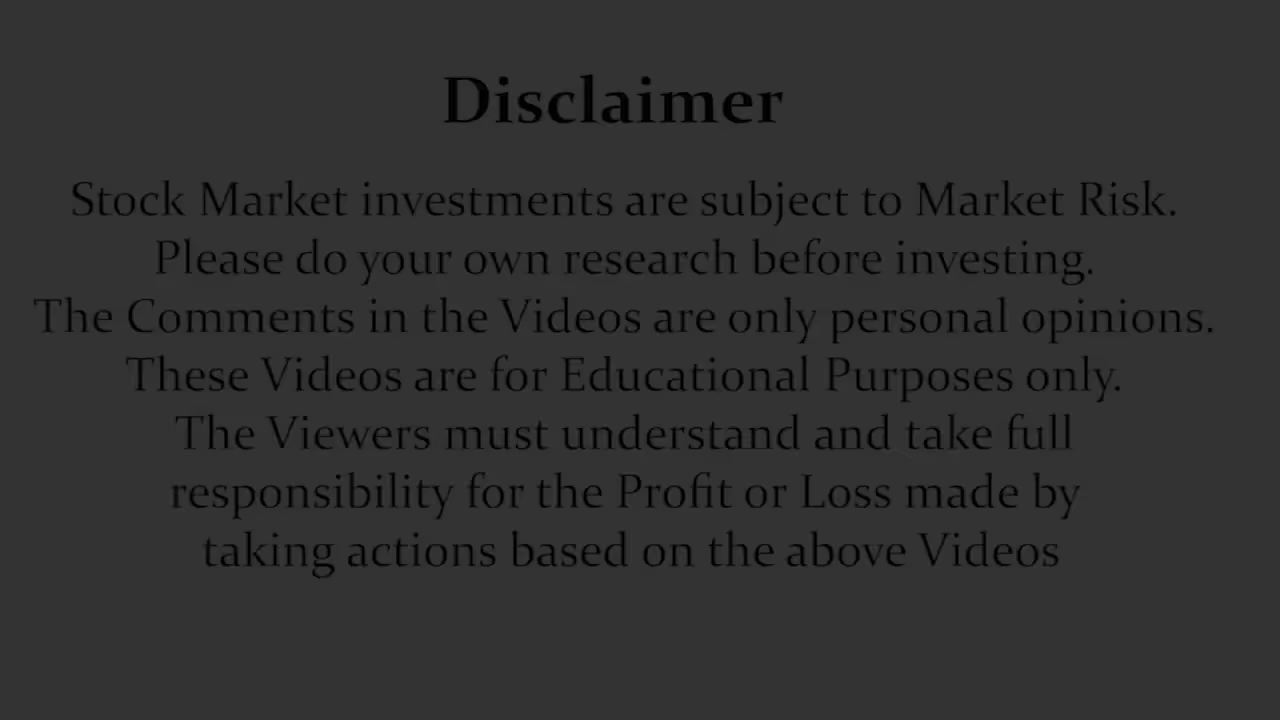 Disclaimer
Stock Market investments are subject to Market Risk.
Please do your own research before investing.
The Comments in the Videos are only personal opinions.
These Videos are for Educational Purposes only.
The Viewers must understand and take full
responsibility for the Profit or Loss made by
taking actions based on the above Videos